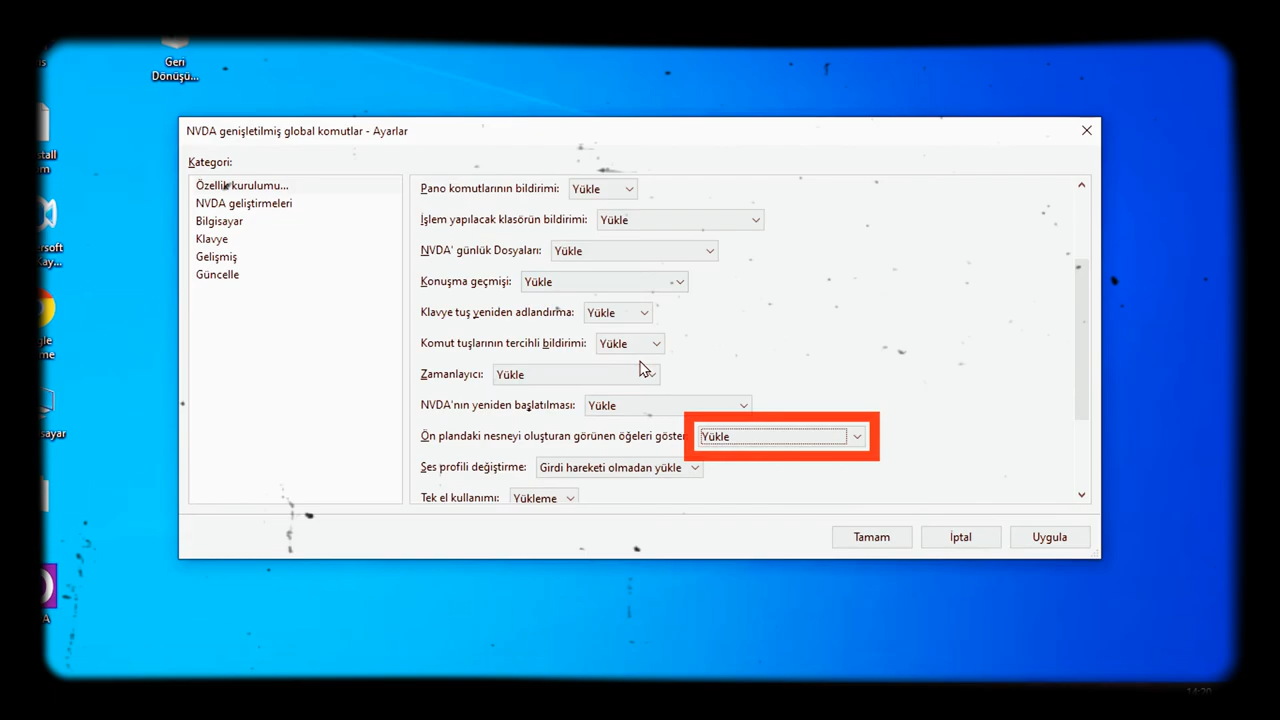 Geri
Dönüşü...
NVDA genişletilmiş global komutlar - Ayarlar
Kategori:
Özellik kurulumu...
NVDA geliştirmeleri
Bilgisayar
Klavye
Gelişmiş
Güncelle
Pano komutlarının bildirimi: Yükle
İşlem yapılacak klasörün bildirimi: Yükle
NVDA' günlük Dosyaları: Yükle
Konuşma geçmişi: Yükle
Klavye tuş yeniden adlandırma: Yükle
Komut tuşlarının tercihli bildirimi: Yükle
Zamanlayıcı: Yükle
NVDA'nın yeniden başlatılması: Yükle
Ön plandaki nesneyi oluşturan görünen öğeleri göster Yükle
Ses profili değiştirme: Girdi hareketi olmadan yükle
Tek el kullanımı: Yükleme
Tamam İptal Uygula
14:20